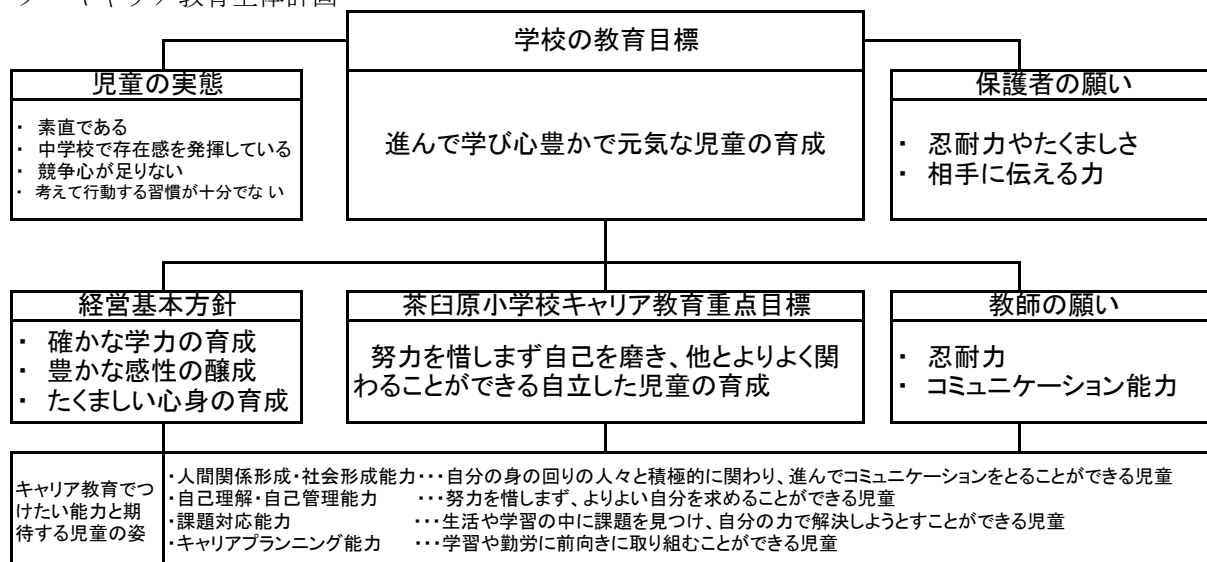 キャリア教育全体計画
学校の教育目標
進んで学び心豊かで元気な児童の育成
児童の実態
・ 素直である
・ 中学校で存在感を発揮している
・ 競争心が足りない
・ 考えて行動する習慣が十分でない
保護者の願い
・ 忍耐力やたくましさ
・ 相手に伝える力
経営基本方針
・ 確かな学力の育成
・ 豊かな感性の醸成
・ たくましい心身の育成
茶臼原小学校キャリア教育重点目標
努力を惜しまず自己を磨き、他とよりよく関
わることができる自立した児童の育成
教師の願い
・ 忍耐力
・ コミュニケーション能力
キャリア教育でつ
けたい能力と期
待する児童の姿
・人間関係形成・社会形成能力・・・自分の身の回りの人々と積極的に関わり、進んでコミュニケーションをとることができる児童
・自己理解・自己管理能力 ・・・努力を惜しまず、よりよい自分を求めることができる児童
・課題対応能力 ・・・生活や学習の中に課題を見つけ、自分の力で解決しようとすことができる児童
・キャリアプランニング能力 ・・・学習や勤労に前向きに取り組むことができる児童